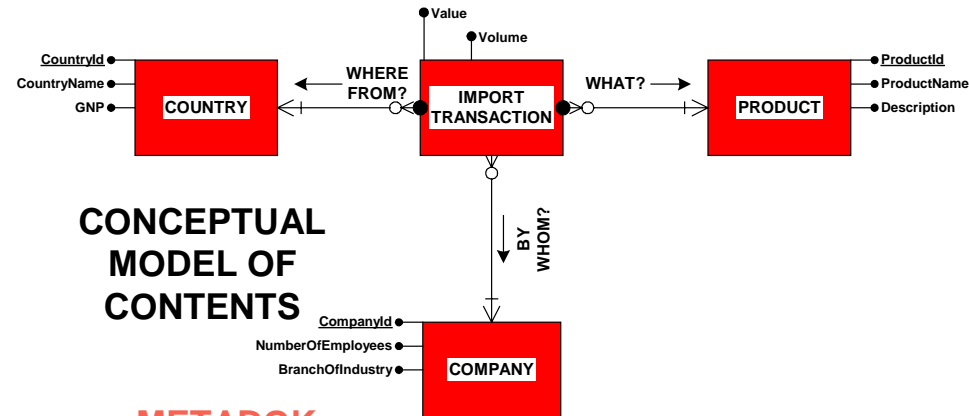 Value
Volume
CountryId
CountryName
GNP
COUNTRY
WHERE
FROM?
IMPORT
TRANSACTION
WHAT?
PRODUCT
ProductId
ProductName
Description
BY
WHOM?
CONCEPTUAL
MODEL OF
CONTENTS
CompanyId
NumberOfEmployees
BranchOfIndustry
COMPANY
METADOK